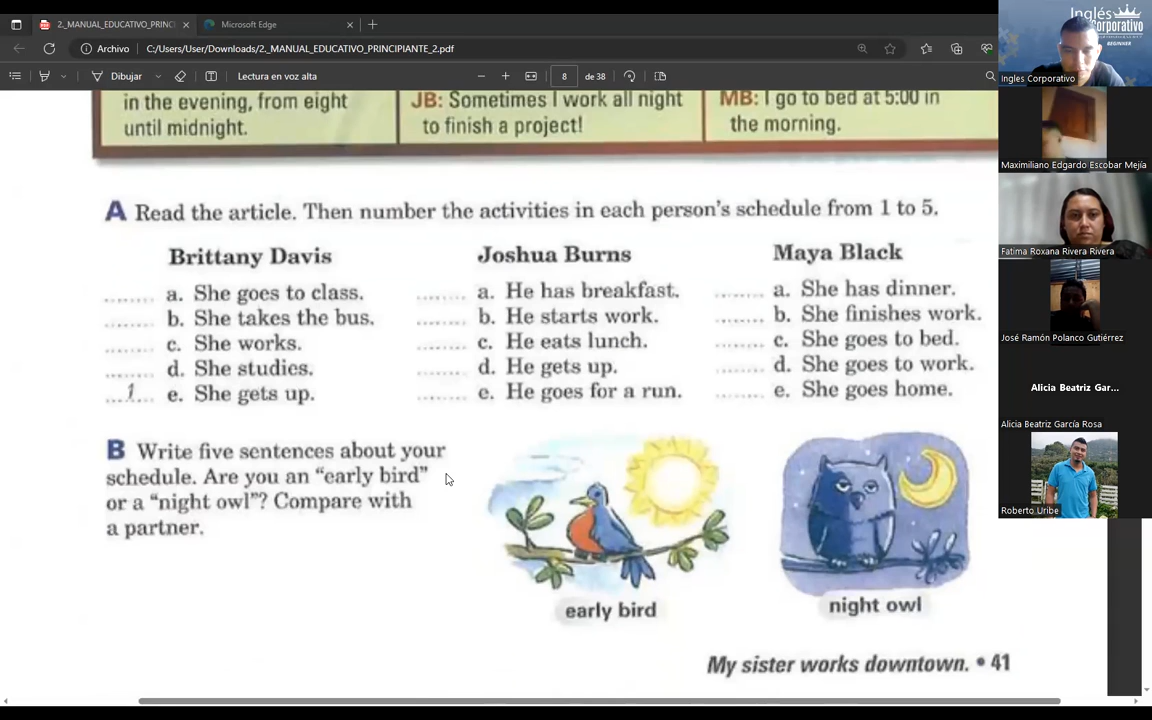 2._MANUAL_EDUCATIVO_PRINC
Microsoft Edge
Archivo
C:/Users/User/Downloads/2._MANUAL_EDUCATIVO_PRINCIPIANTE_2.pdf
Dibujar
Lectura en voz alta
8
de 38
in the evening, from eight
until midnight.
JB: Sometimes I work all night
to finish a project!
MB: I go to bed at 5:00 in
the morning.
A Read the article. Then number the activities in each person's schedule from 1 to 5.
Brittany Davis
a. She goes to class.
b. She takes the bus.
c. She works.
d. She studies.
1 e. She gets up.
Joshua Burns
a. He has breakfast.
b. He starts work.
c. He eats lunch.
d. He gets up.
e. He goes for a run.
Maya Black
a. She has dinner.
b. She finishes work.
c. She goes to bed.
d. She goes to work.
e. She goes home.
B Write five sentences about your
schedule. Are you an "early bird"
or a "night owl"? Compare with
a partner.
early bird
night owl
My sister works downtown. • 41
Inglés
Corporativo
BEGINNER
Ingles Corporativo
Maximiliano Edgardo Escobar Mejía
Fatima Roxana Rivera Rivera
José Ramón Polanco Gutiérrez
Alicia Beatriz Gar...
Alicia Beatriz García Rosa
Roberto Uribe